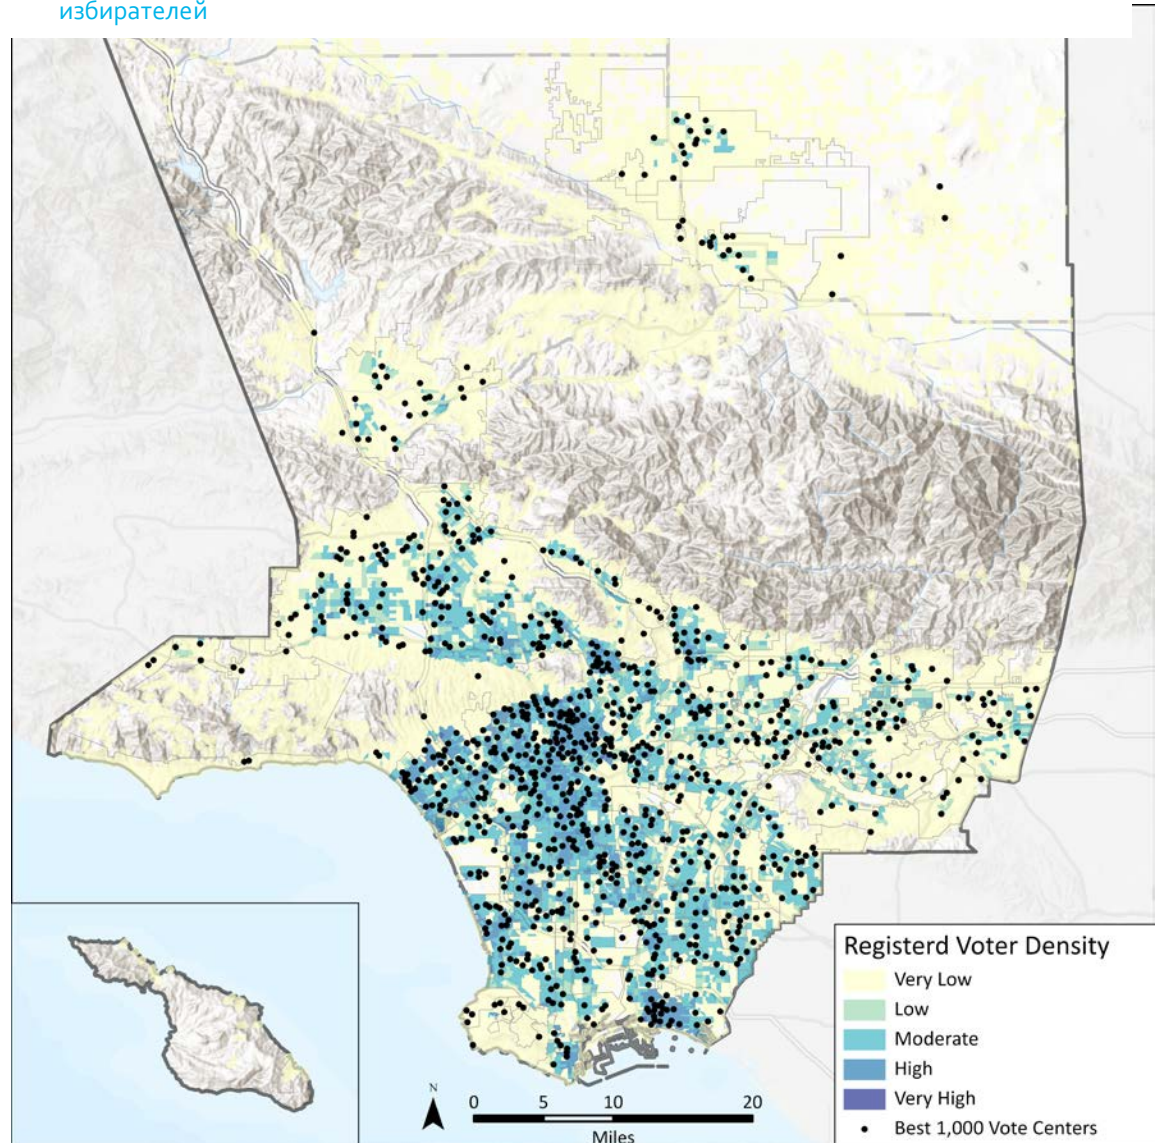 избирателей
Registerd Voter Density
Very Low
Low
Moderate
High
Very High
Best 1,000 Vote Centers
N
0 5 10 20
Miles